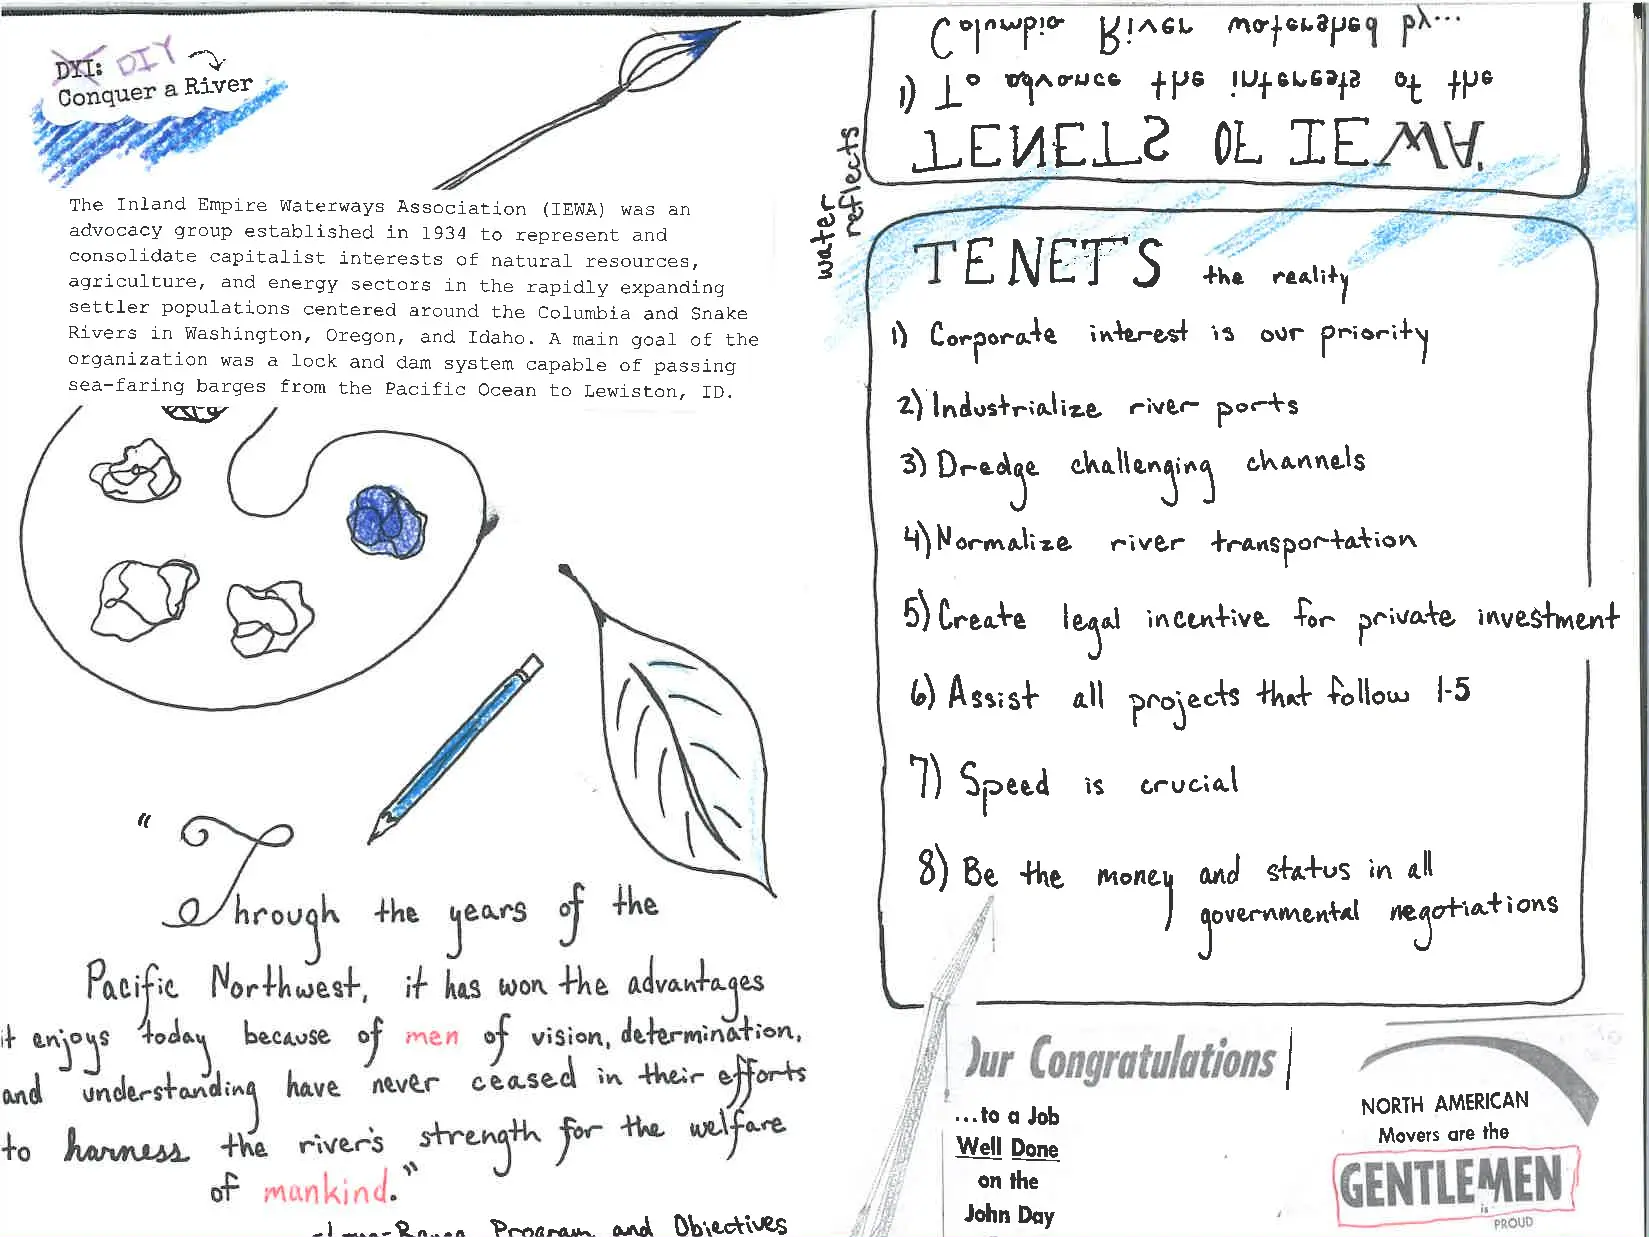 DYI: DIY
Conquer a River
The Inland Empire Waterways Association (IEWA) was an
advocacy group established in 1934 to represent and
consolidate capitalist interests of natural resources,
agriculture, and energy sectors in the rapidly expanding
settler populations centered around the Columbia and Snake
Rivers in Washington, Oregon, and Idaho. A main goal of the
organization was a lock and dam system capable of passing
sea-faring barges from the Pacific Ocean to Lewiston, ID.
"Through the years of the
Pacific Northwest, it has won the advantages
it enjoys today because of men of vision, determination,
and understanding have never ceased in their efforts
to harness the river's strength for the welfare
of mankind."
-Long-Range Program and Objectives
TENETS OF IEWA
1) To advance the interests of the
Columbia River watershed by...
water
reflects
TENETS the reality
1) Corporate interest is our priority
2) Industrialize river ports
3) Dredge challenging channels
4) Normalize river transportation
5) Create legal incentive for private investment
6) Assist all projects that follow 1-5
7) Speed is crucial
8) Be the money and status in all
governmental negotiations
Our Congratulations
...to a Job
Well Done
on the
John Day
NORTH AMERICAN
Movers are the
GENTLEMEN
is
PROUD